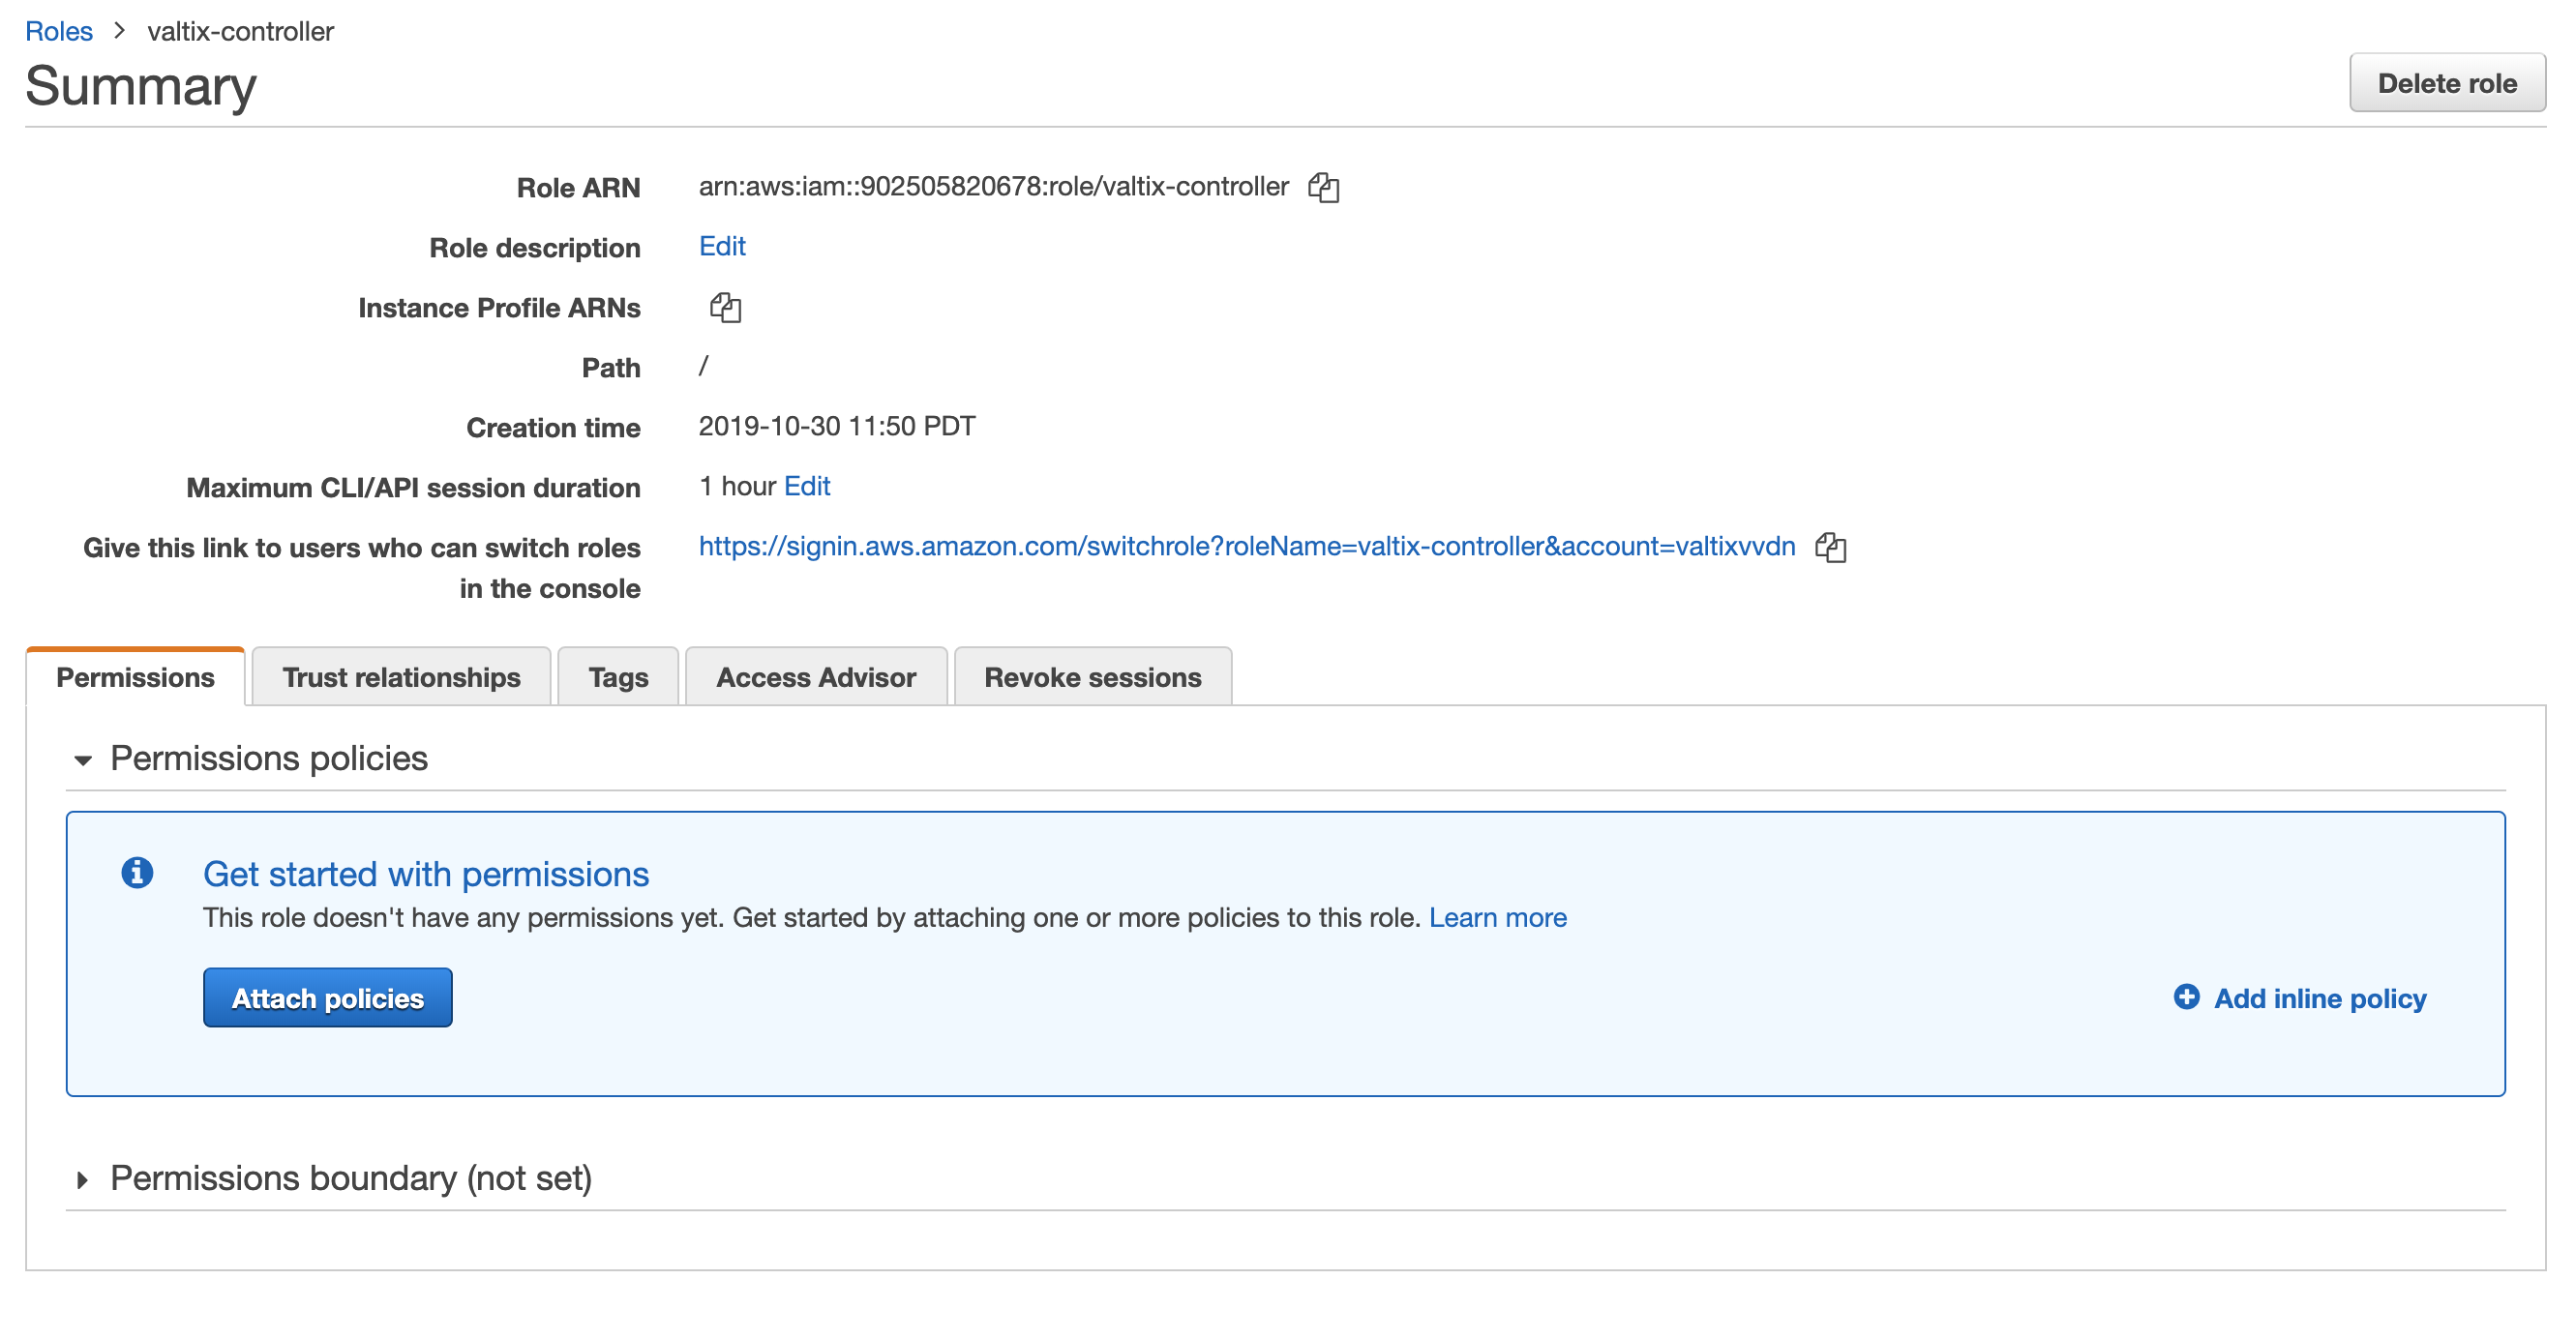 Roles > valtix-controller
Summary
Delete role
Role ARN arn:aws:iam::902505820678:role/valtix-controller
Role description Edit
Instance Profile ARNs
Path /
Creation time 2019-10-30 11:50 PDT
Maximum CLI/API session duration 1 hour Edit
Give this link to users who can switch roles https://signin.aws.amazon.com/switchrole?roleName=valtix-controller&account=valtixvvdn
in the console
Permissions Trust relationships Tags Access Advisor Revoke sessions
Permissions policies
Get started with permissions
This role doesn't have any permissions yet. Get started by attaching one or more policies to this role. Learn more
Attach policies Add inline policy
Permissions boundary (not set)